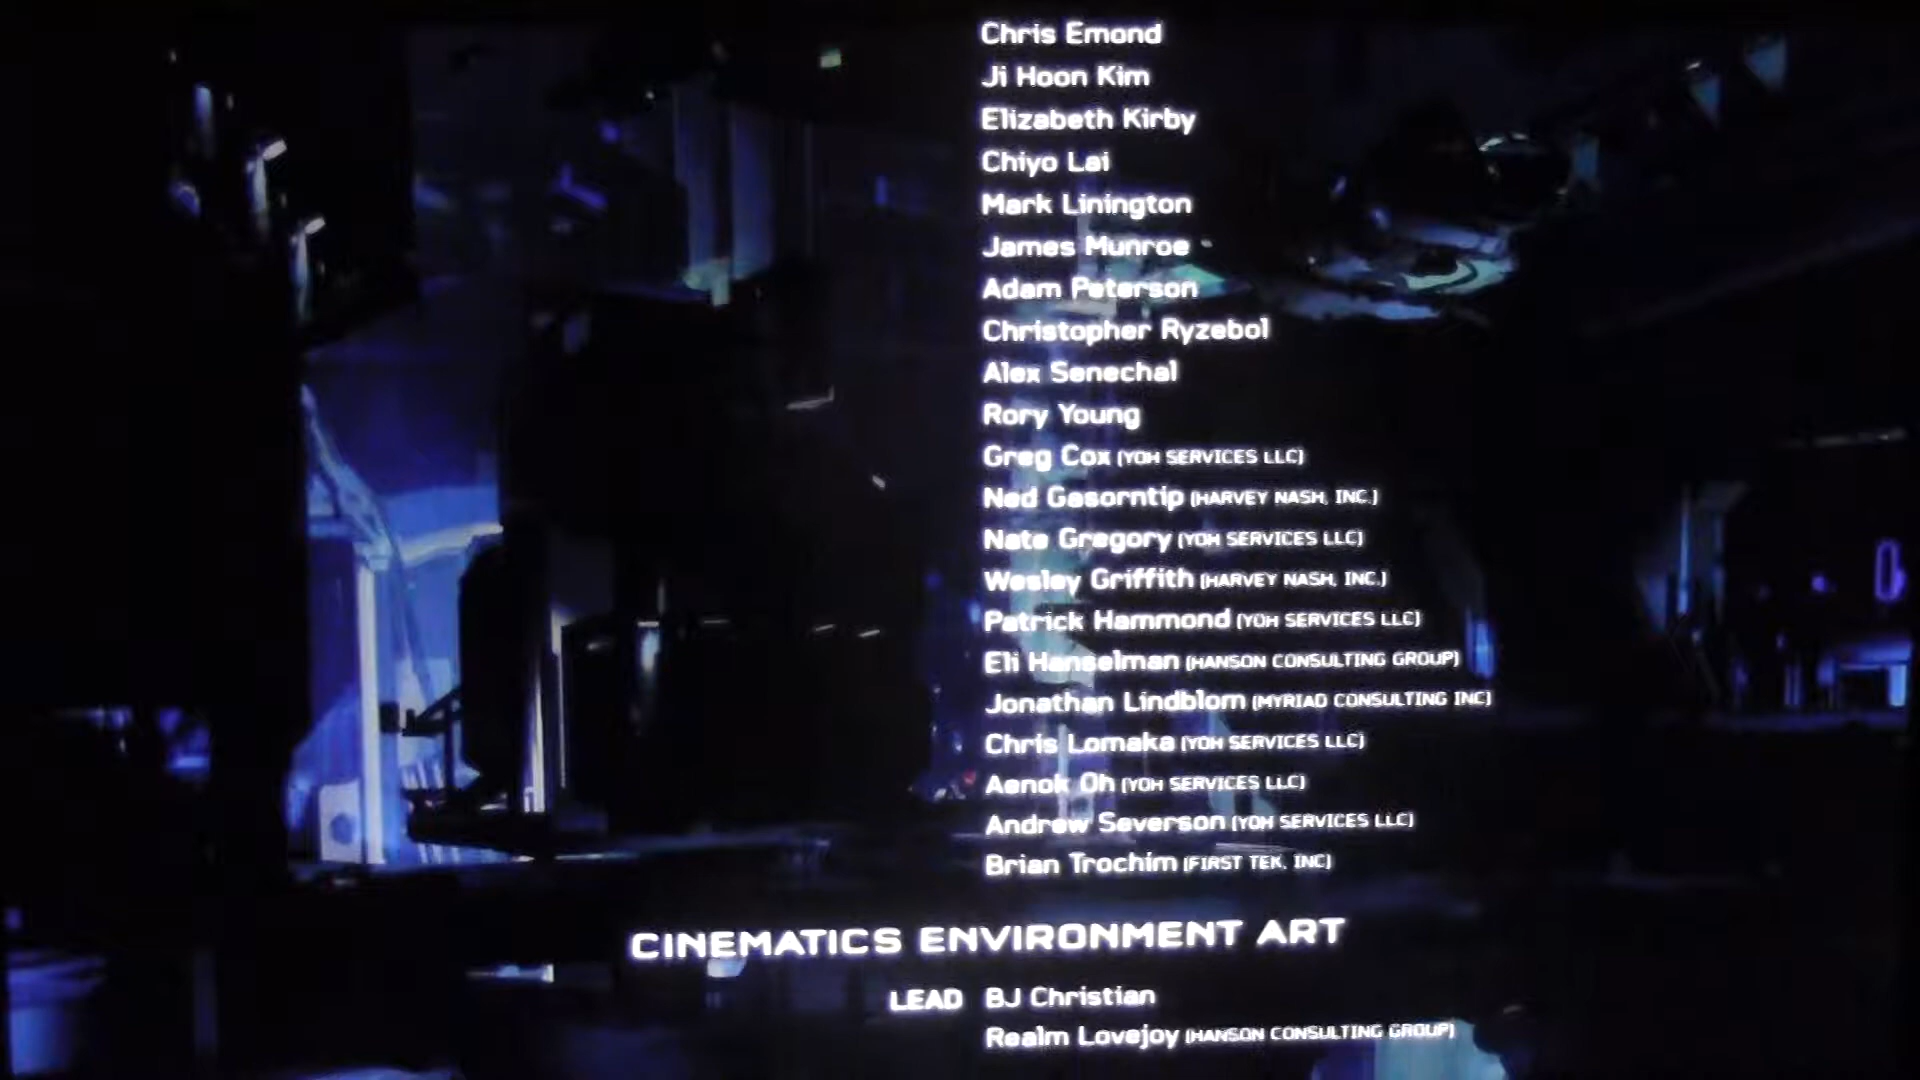 Chris Emond
Ji Hoon Kim
Elizabeth Kirby
Chiyo Lai
Mark Linington
James Munroe
Adam Peterson
Christopher Ryzebol
Alex Senechal
Rory Young
Greg Cox (YOH SERVICES LLC)
Ned Gasorntip (HARVEY NASH, INC.)
Nate Gregory (YOH SERVICES LLC)
Wesley Griffith (HARVEY NASH, INC.)
Patrick Hammond (YOH SERVICES LLC)
Eli Hanselman (HANSON CONSULTING GROUP)
Jonathan Lindblom (MYRIAD CONSULTING INC)
Chris Lomaka (YOH SERVICES LLC)
Aenok Oh (YOH SERVICES LLC)
Andrew Severson (YOH SERVICES LLC)
Brian Trochim (FIRST TEK, INC)
CINEMATICS ENVIRONMENT ART
LEAD BJ Christian
Realm Lovejoy (HANSON CONSULTING GROUP)